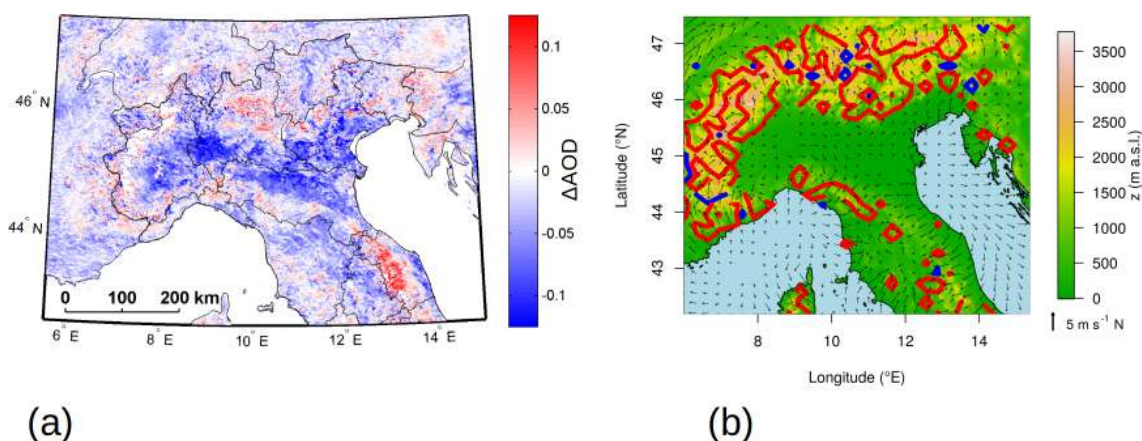 46° N
44° N
0 100 200 km
6° E
8° E
10° E
12° E
14° E
0.1
0.05
0
-0.05
-0.1
ΔAOD
(a)
47
46
45
44
43
Latitude (°N)
8 10 12 14
Longitude (°E)
3500
3000
2500
2000
1500
1000
500
0
z (m a.s.l.)
5 m s⁻¹ N
(b)